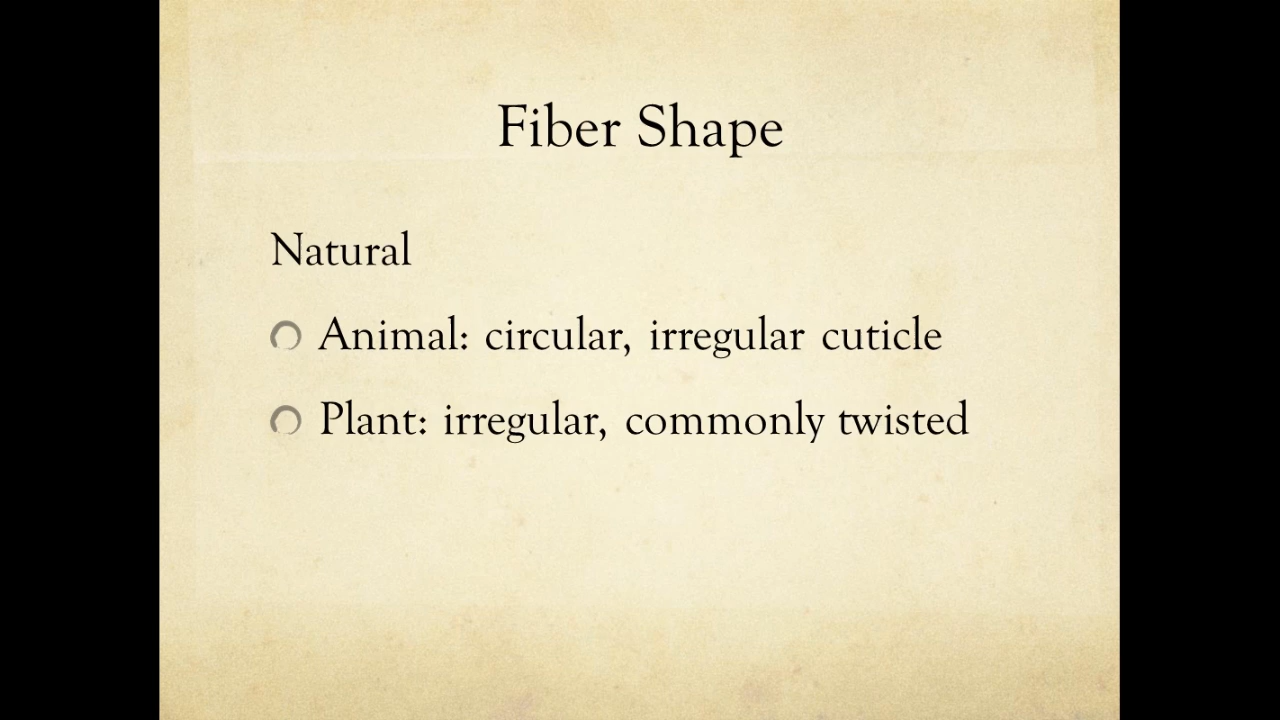 Fiber Shape
Natural
Animal: circular, irregular cuticle
Plant: irregular, commonly twisted